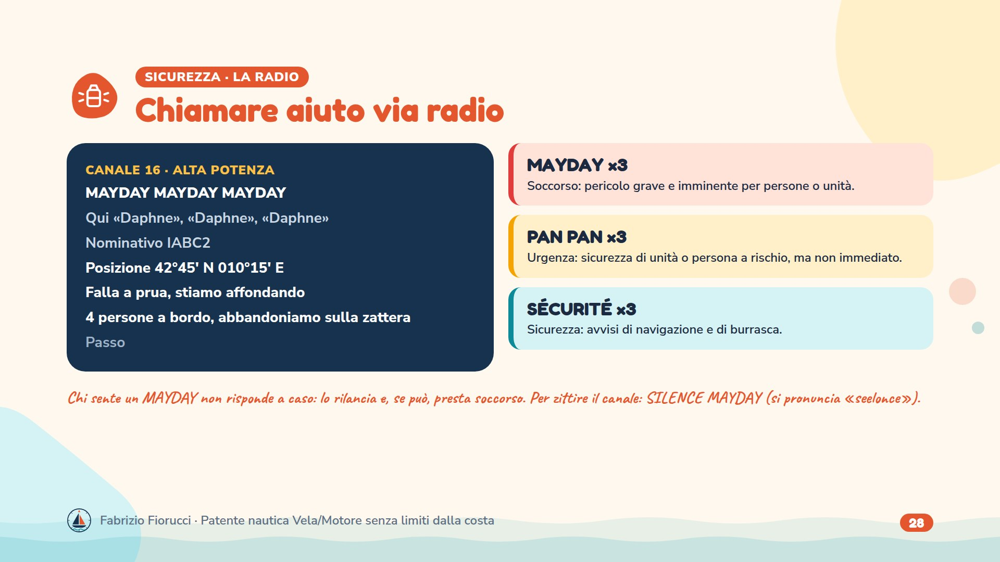 SICUREZZA · LA RADIO
Chiamare aiuto via radio
CANALE 16 · ALTA POTENZA
MAYDAY MAYDAY MAYDAY
Qui «Daphne», «Daphne», «Daphne»
Nominativo IABC2
Posizione 42°45' N 010°15' E
Falla a prua, stiamo affondando
4 persone a bordo, abbandoniamo sulla zattera
Passo
MAYDAY ×3
Soccorso: pericolo grave e imminente per persone o unità.
PAN PAN ×3
Urgenza: sicurezza di unità o persona a rischio, ma non immediato.
SÉCURITÉ ×3
Sicurezza: avvisi di navigazione e di burrasca.
Chi sente un MAYDAY non risponde a caso: lo rilancia e, se può, presta soccorso. Per zittire il canale: SILENCE MAYDAY (si pronuncia «seelonce»).
Fabrizio Fiorucci · Patente nautica Vela/Motore senza limiti dalla costa
28